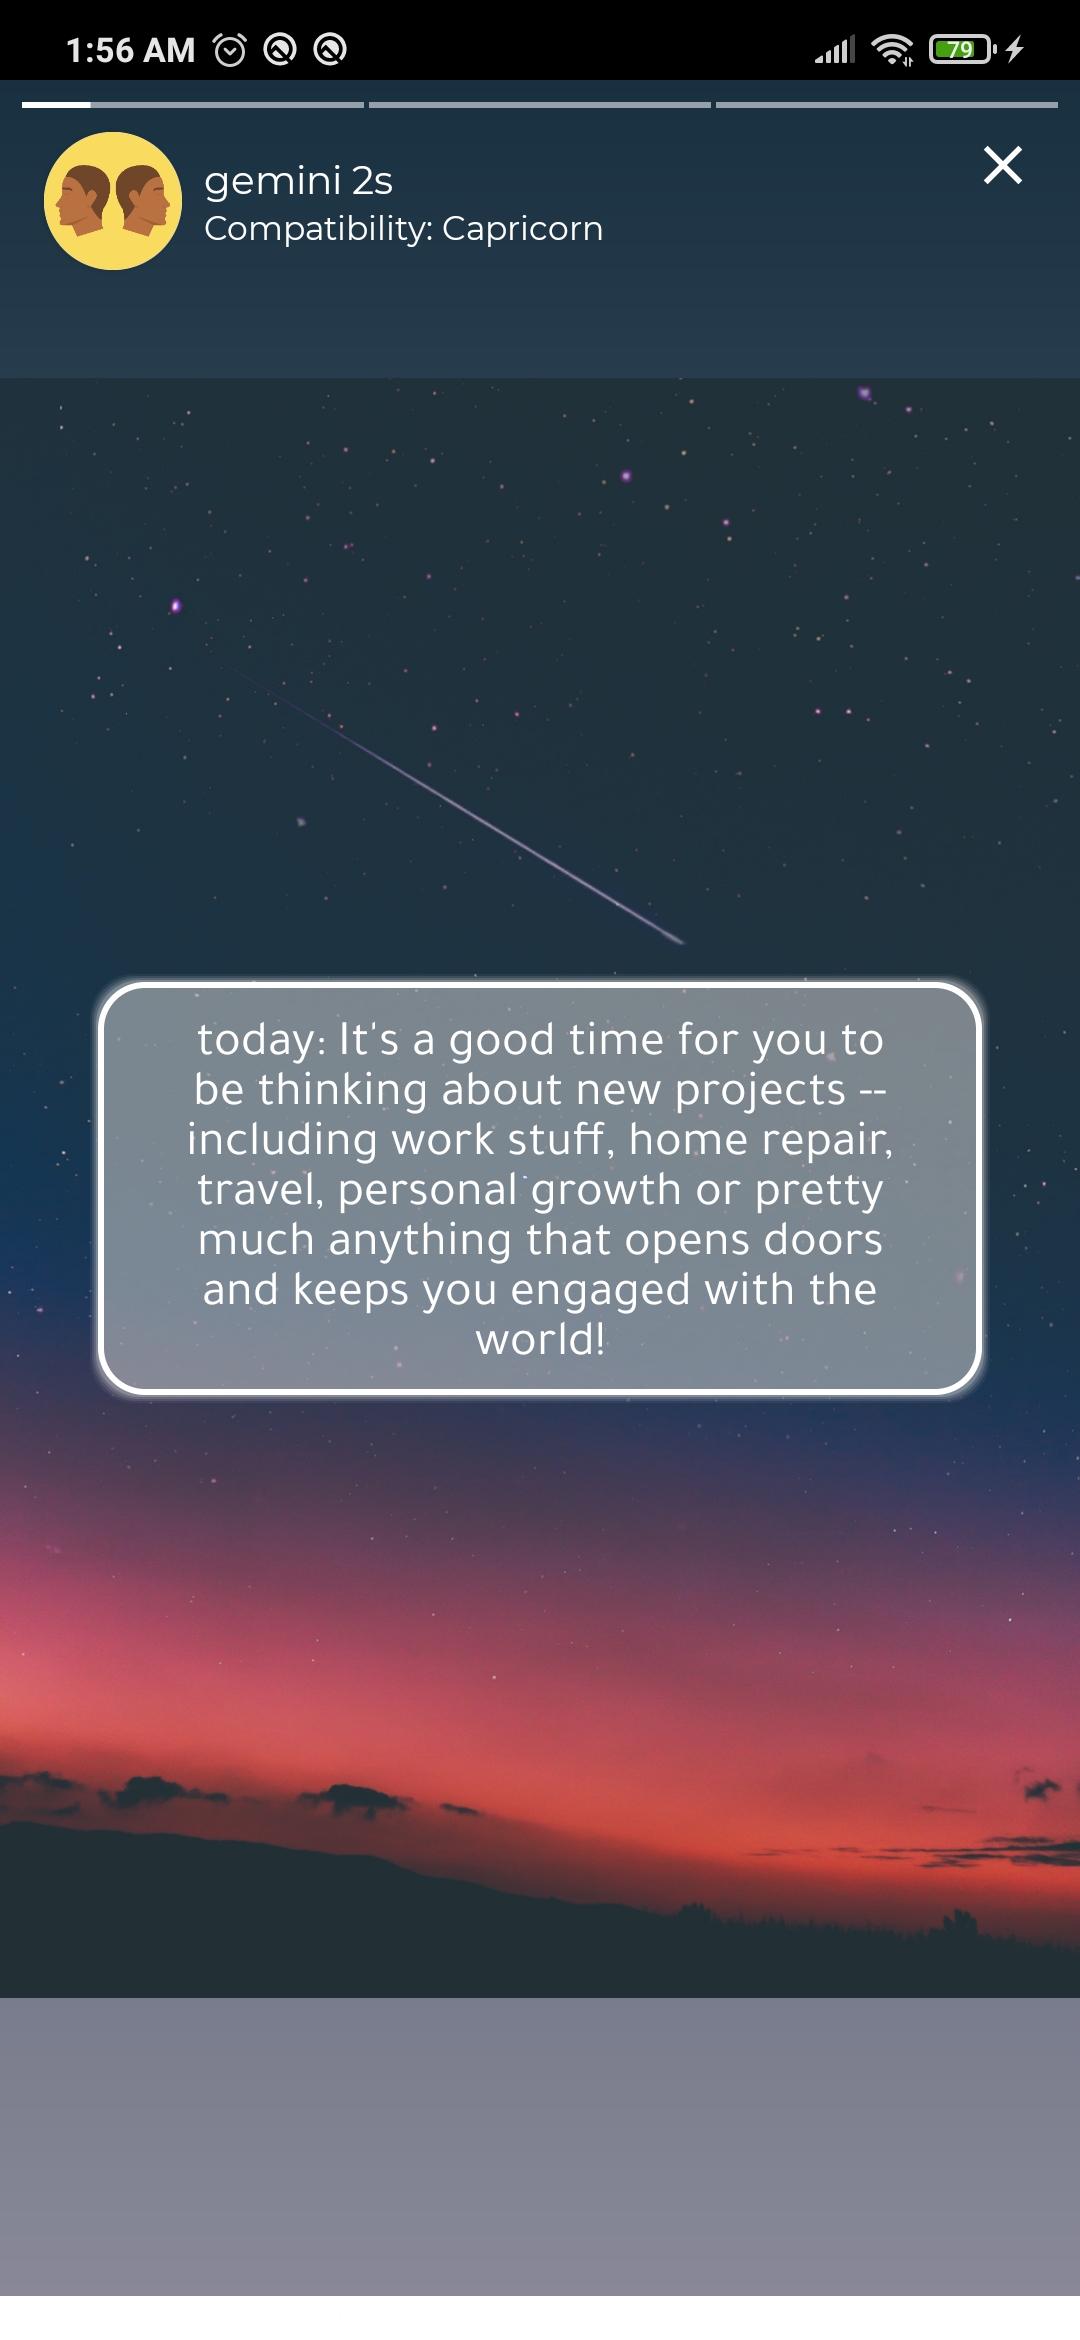 1:56 AM
79
gemini 2s
Compatibility: Capricorn
today: It's a good time for you to
be thinking about new projects --
including work stuff, home repair,
travel, personal growth or pretty
much anything that opens doors
and keeps you engaged with the
world!